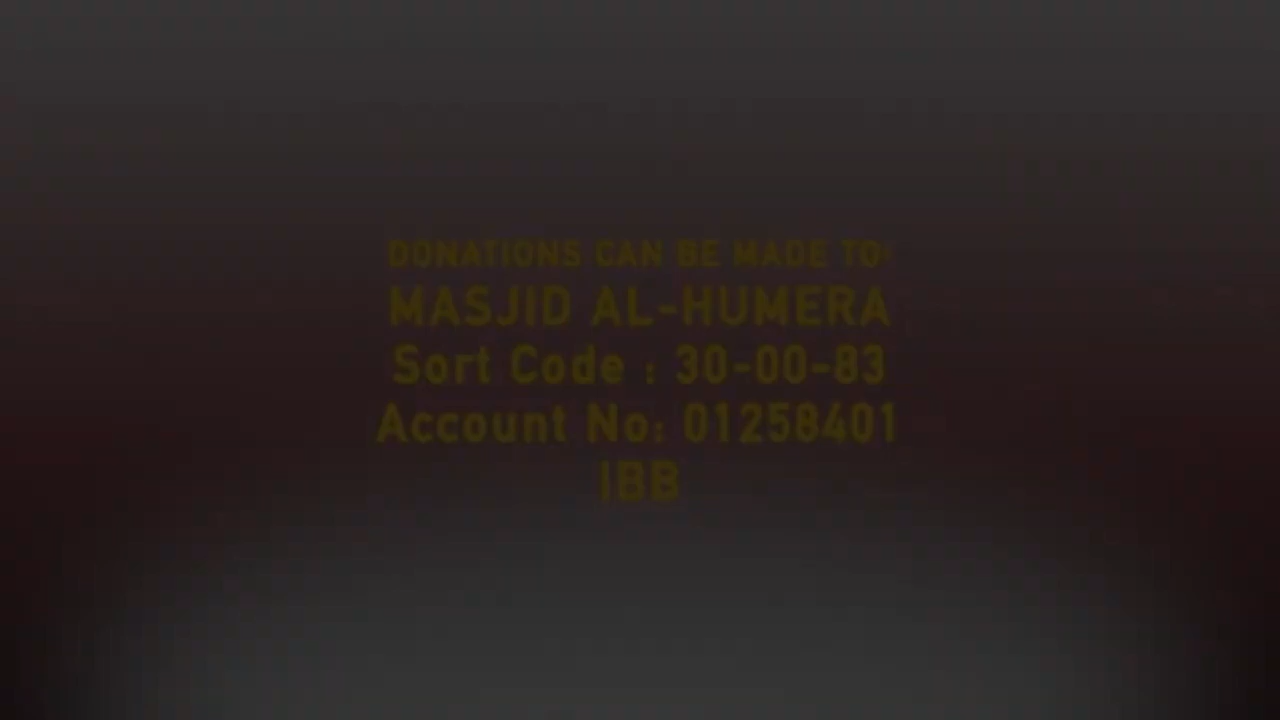 DONATIONS CAN BE MADE TO:
MASJID AL-HUMERA
Sort Code : 30-00-83
Account No: 01258401
IBB